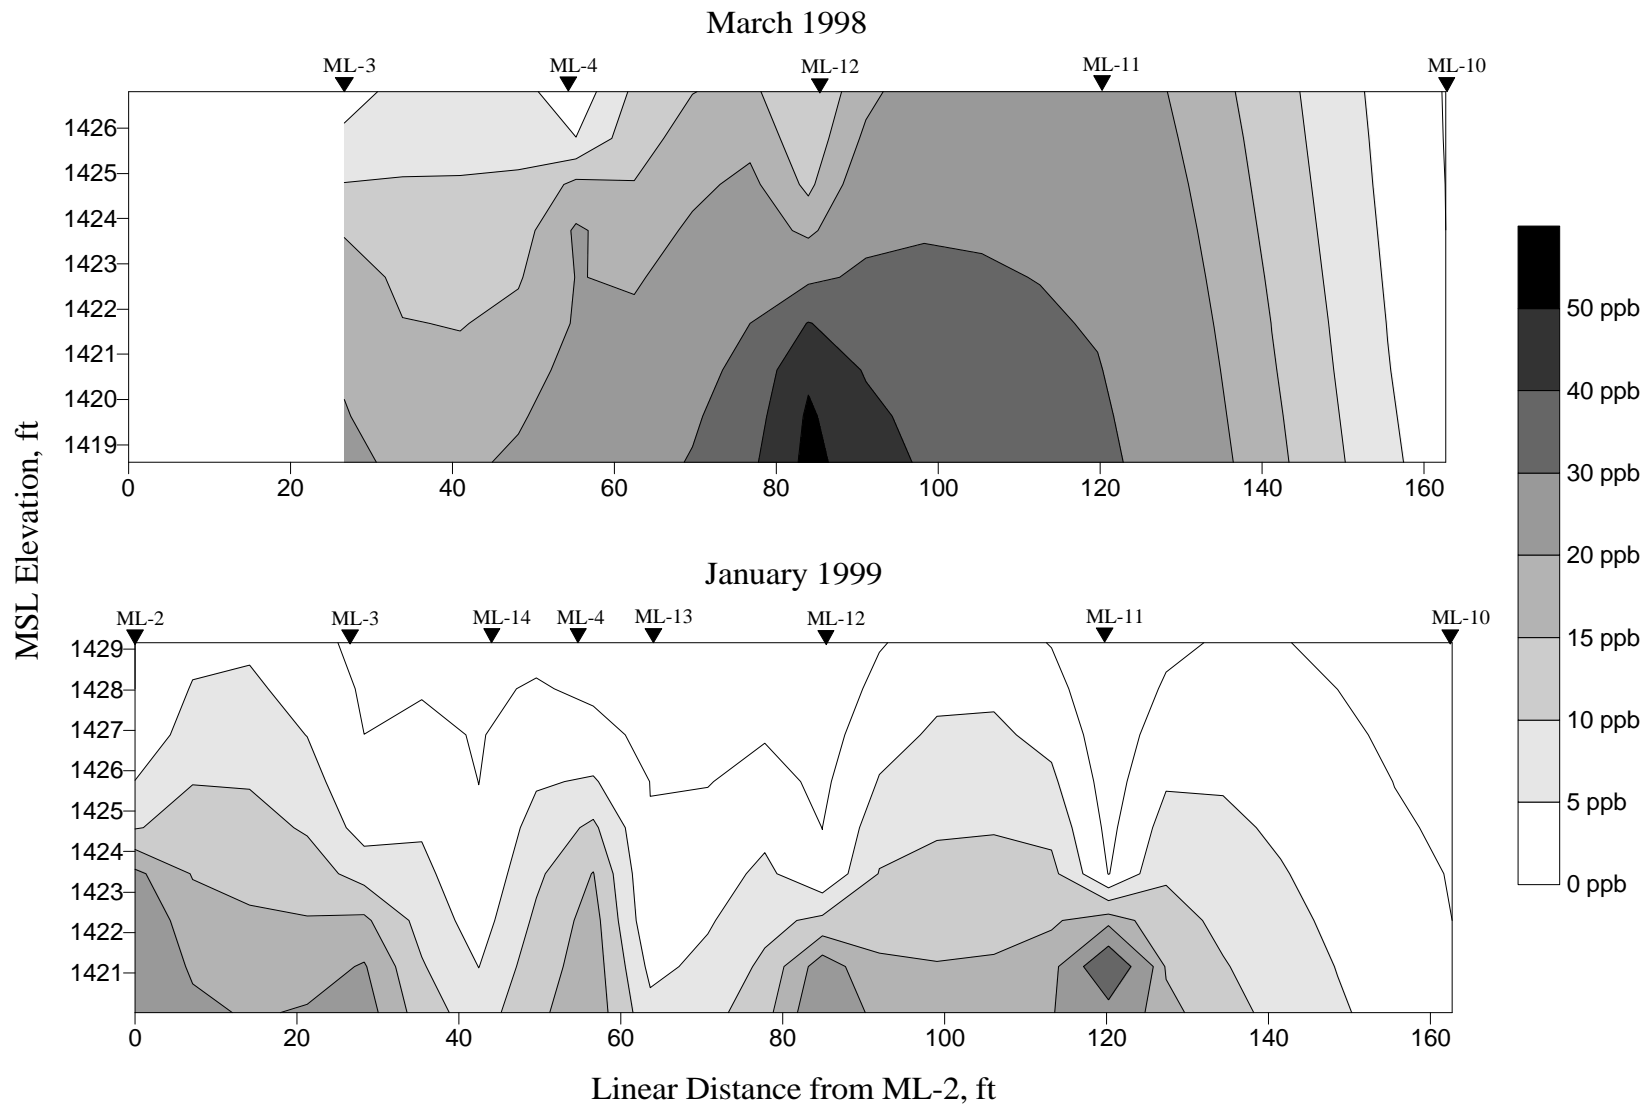 March 1998
ML-3 ML-4 ML-12 ML-11 ML-10
1426
1425
1424
1423
1422
1421
1420
1419
0 20 40 60 80 100 120 140 160
MSL Elevation, ft
50 ppb
40 ppb
30 ppb
20 ppb
15 ppb
10 ppb
5 ppb
0 ppb
January 1999
ML-2 ML-3 ML-14 ML-4 ML-13 ML-12 ML-11 ML-10
1429
1428
1427
1426
1425
1424
1423
1422
1421
0 20 40 60 80 100 120 140 160
Linear Distance from ML-2, ft